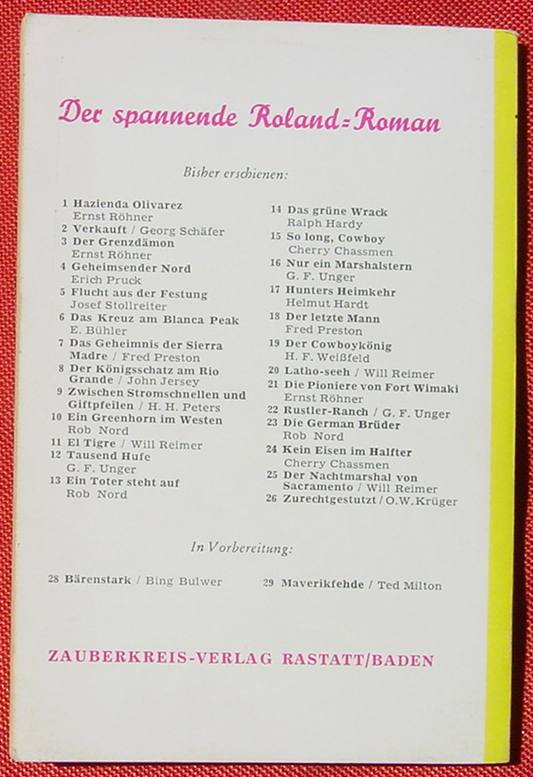 Der spannende Roland=Roman
Bisher erschienen:
1 Hazienda Olivarez
Ernst Röhner
2 Verkauft / Georg Schäfer
3 Der Grenzdämon
Ernst Röhner
4 Geheimsender Nord
Erich Pruck
5 Flucht aus der Festung
Josef Stollreiter
6 Das Kreuz am Blanca Peak
E. Bühler
7 Das Geheimnis der Sierra
Madre / Fred Preston
8 Der Königsschatz am Rio
Grande / John Jersey
9 Zwischen Stromschnellen und
Giftpfeilen / H. H. Peters
10 Ein Greenhorn im Westen
Rob Nord
11 El Tigre / Will Reimer
12 Tausend Hufe
G. F. Unger
13 Ein Toter steht auf
Rob Nord
14 Das grüne Wrack
Ralph Hardy
15 So long, Cowboy
Cherry Chassmen
16 Nur ein Marshalstern
G. F. Unger
17 Hunters Heimkehr
Helmut Hardt
18 Der letzte Mann
Fred Preston
19 Der Cowboykönig
H. F. Weißfeld
20 Latho-seeh / Will Reimer
21 Die Pioniere von Fort Wimaki
Ernst Röhner
22 Rustler-Ranch / G. F. Unger
23 Die German Brüder
Rob Nord
24 Kein Eisen im Halfter
Cherry Chassmen
25 Der Nachtmarshal von
Sacramento / Will Reimer
26 Zurechtgestutzt / O.W. Krüger
In Vorbereitung:
28 Bärenstark / Bing Bulwer
29 Maverikfehde / Ted Milton
ZAUBERKREIS-VERLAG RASTATT/BADEN